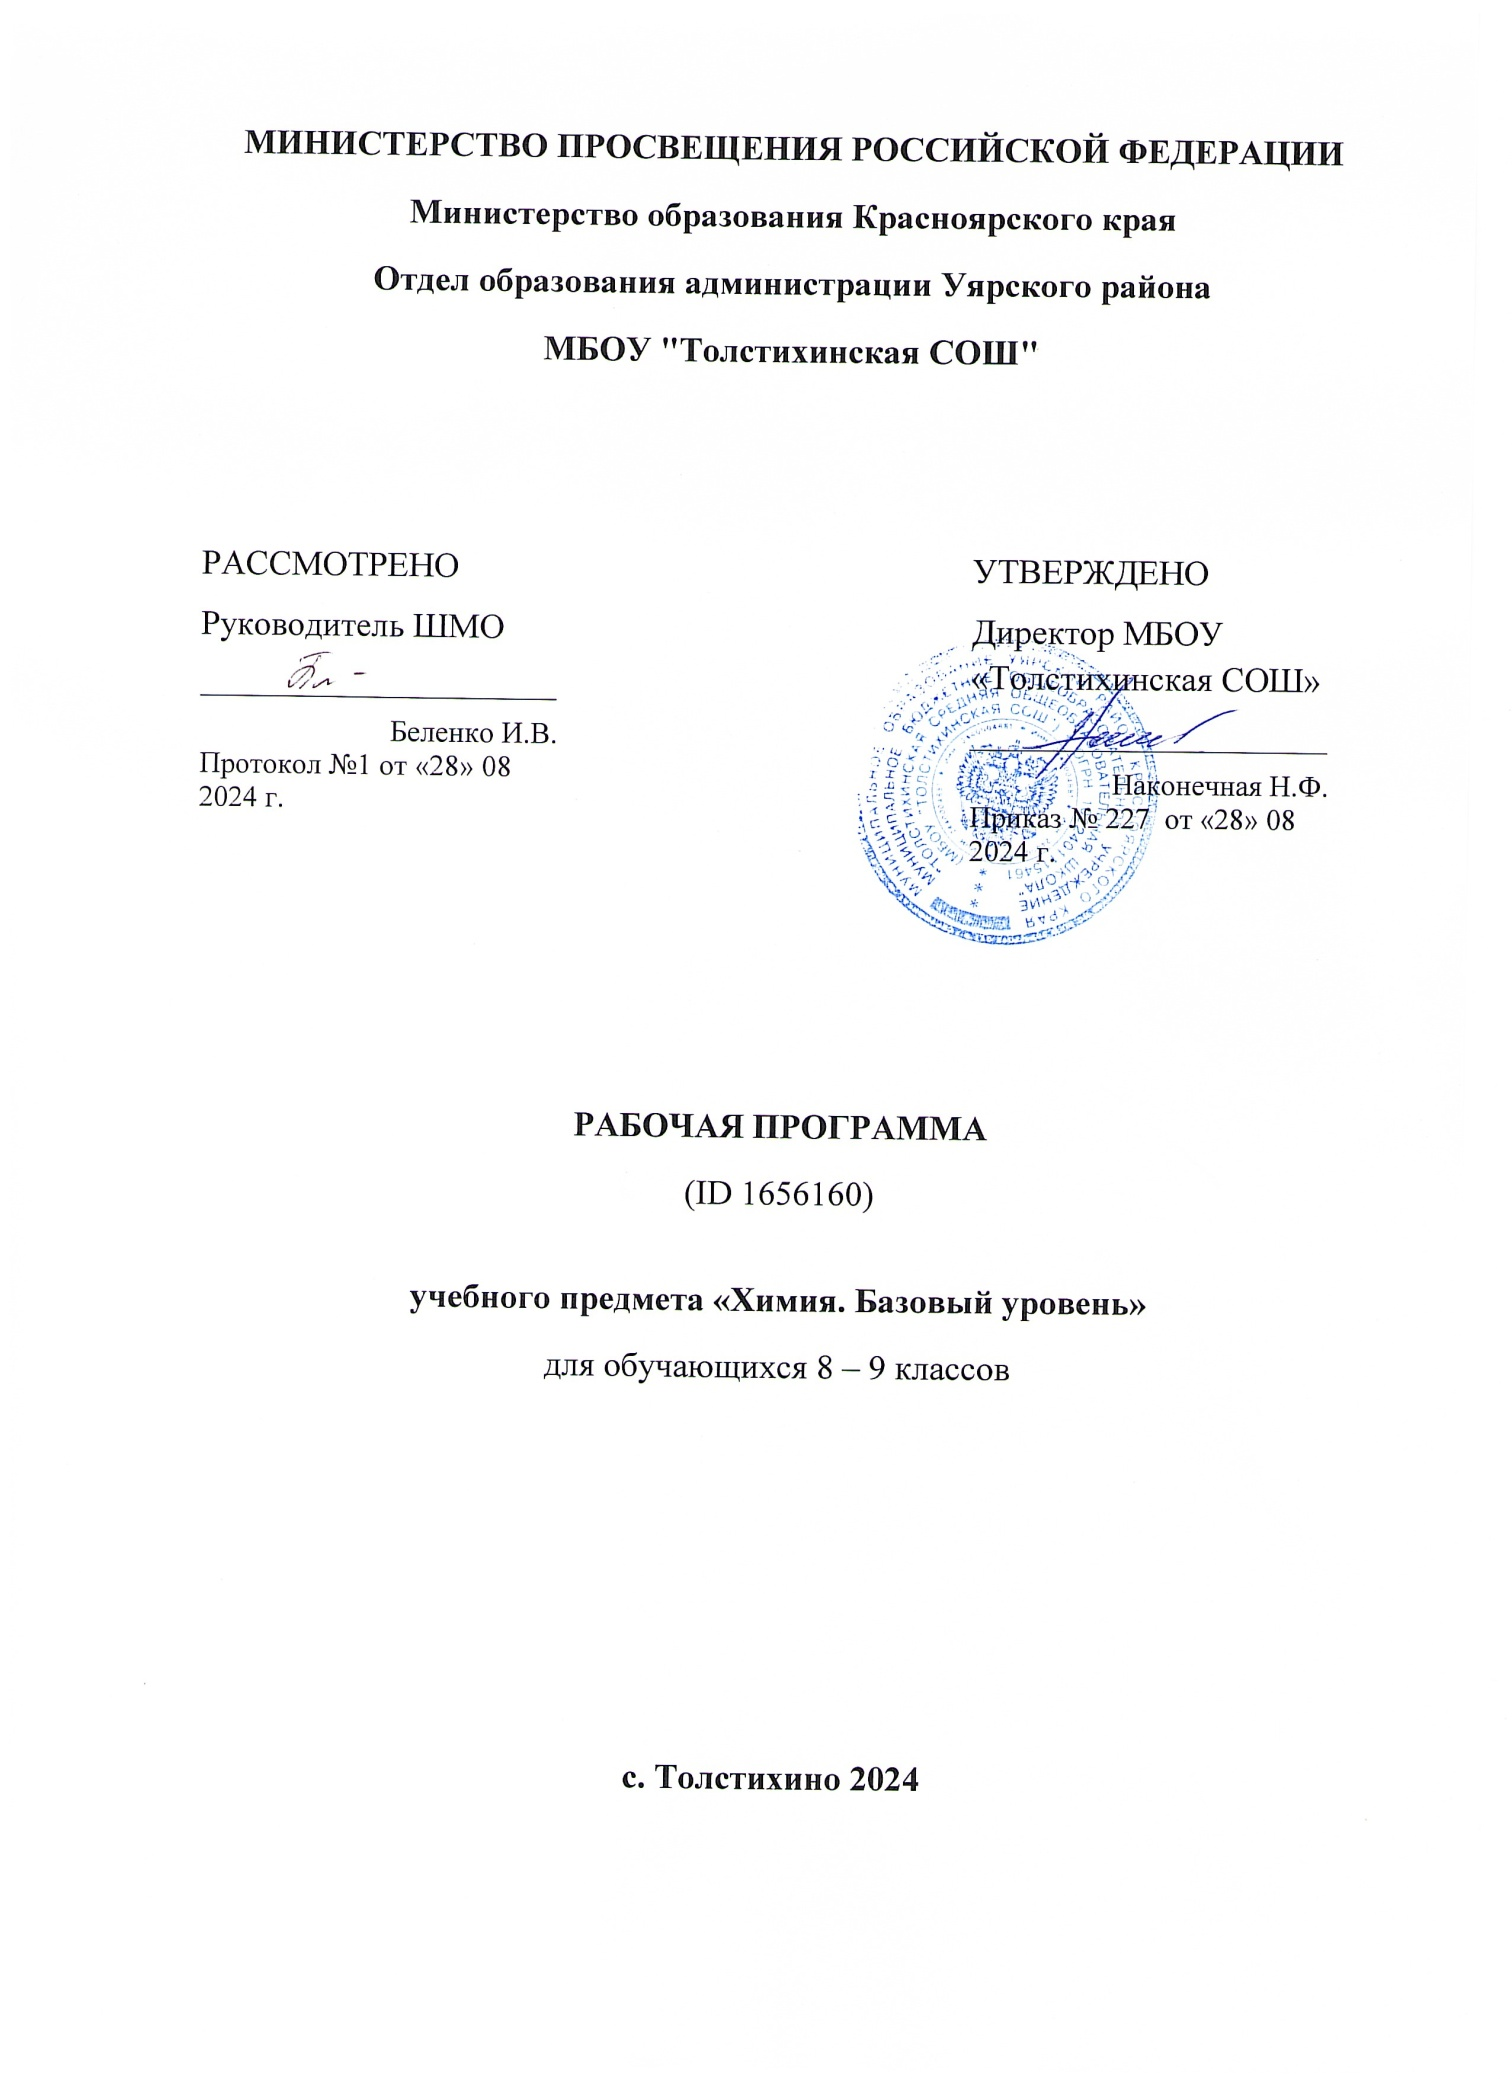 МИНИСТЕРСТВО ПРОСВЕЩЕНИЯ РОССИЙСКОЙ ФЕДЕРАЦИИ
Министерство образования Красноярского края
Отдел образования администрации Уярского района
МБОУ "Толстихинская СОШ"
РАССМОТРЕНО
Руководитель ШМО
Беленко И.В.
Протокол №1 от «28» 08
2024 г.
УТВЕРЖДЕНО
Директор МБОУ
«Толстихинская СОШ»
Наконечная Н.Ф.
Приказ № 227 от «28» 08
2024 г.
РАБОЧАЯ ПРОГРАММА
(ID 1656160)
учебного предмета «Химия. Базовый уровень»
для обучающихся 8 – 9 классов
с. Толстихино 2024